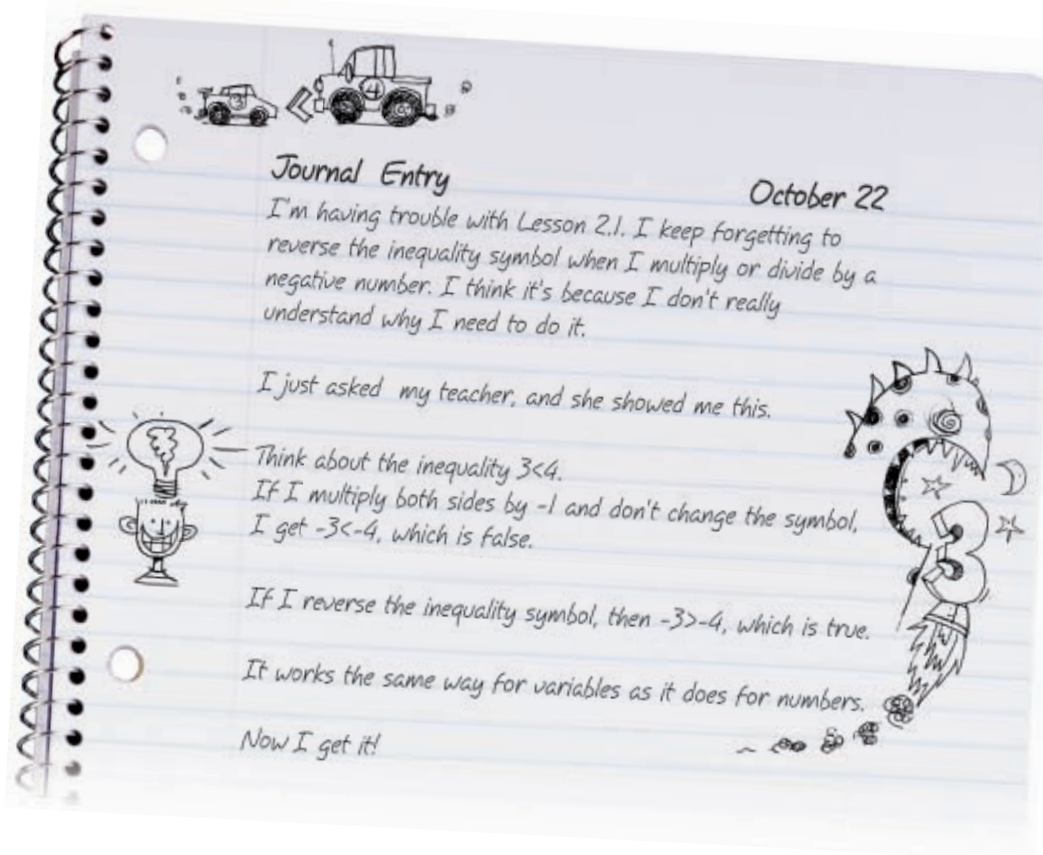 3
4
Journal Entry
October 22
I'm having trouble with Lesson 2.1. I keep forgetting to
reverse the inequality symbol when I multiply or divide by a
negative number. I think it's because I don't really
understand why I need to do it.
I just asked my teacher, and she showed me this.
Think about the inequality 3<4.
If I multiply both sides by -1 and don't change the symbol,
I get -3<-4, which is false.
If I reverse the inequality symbol, then -3>-4, which is true.
It works the same way for variables as it does for numbers.
Now I get it!
3